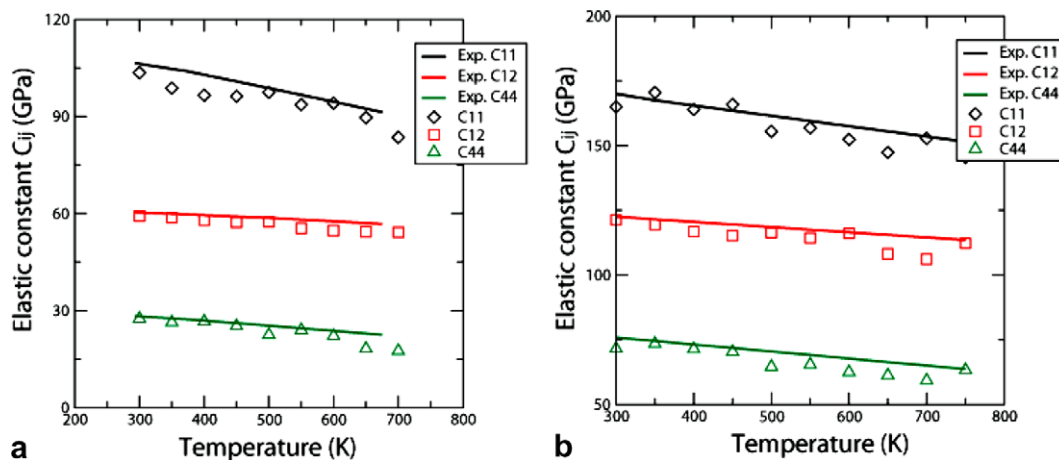 120
90
60
30
0
200
300
400
500
600
700
800
Elastic constant Cij (GPa)
Temperature (K)
Exp. C11
Exp. C12
Exp. C44
C11
C12
C44
a
200
150
100
50
300
400
500
600
700
800
Elastic constant Cij (GPa)
Temperature (K)
Exp. C11
Exp. C12
Exp. C44
C11
C12
C44
b